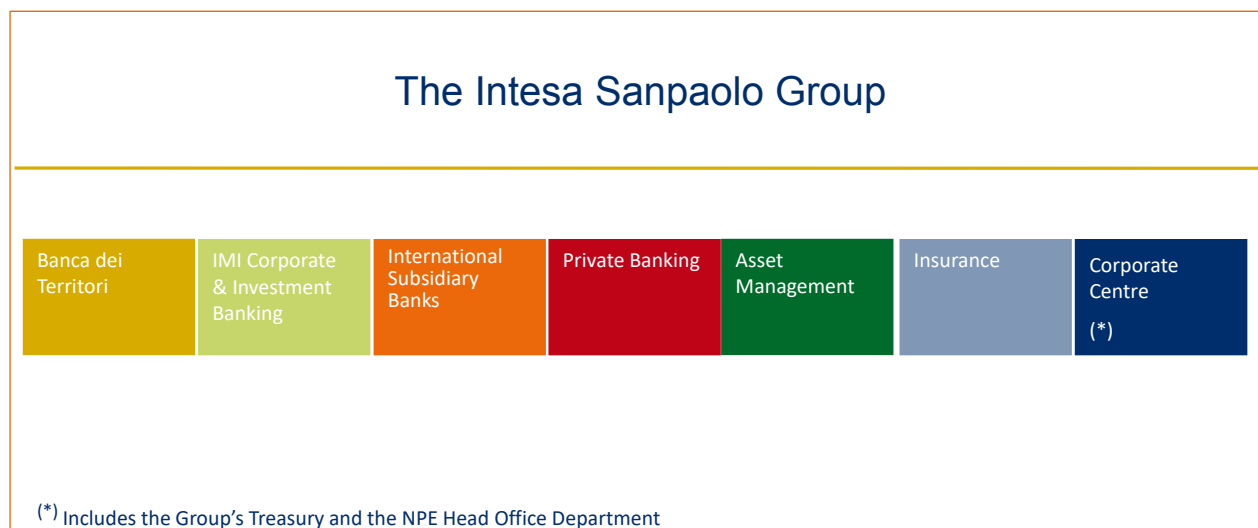 The Intesa Sanpaolo Group
Banca dei
Territori
IMI Corporate
& Investment
Banking
International
Subsidiary
Banks
Private Banking
Asset
Management
Insurance
Corporate
Centre
(*)
(*) Includes the Group's Treasury and the NPE Head Office Department